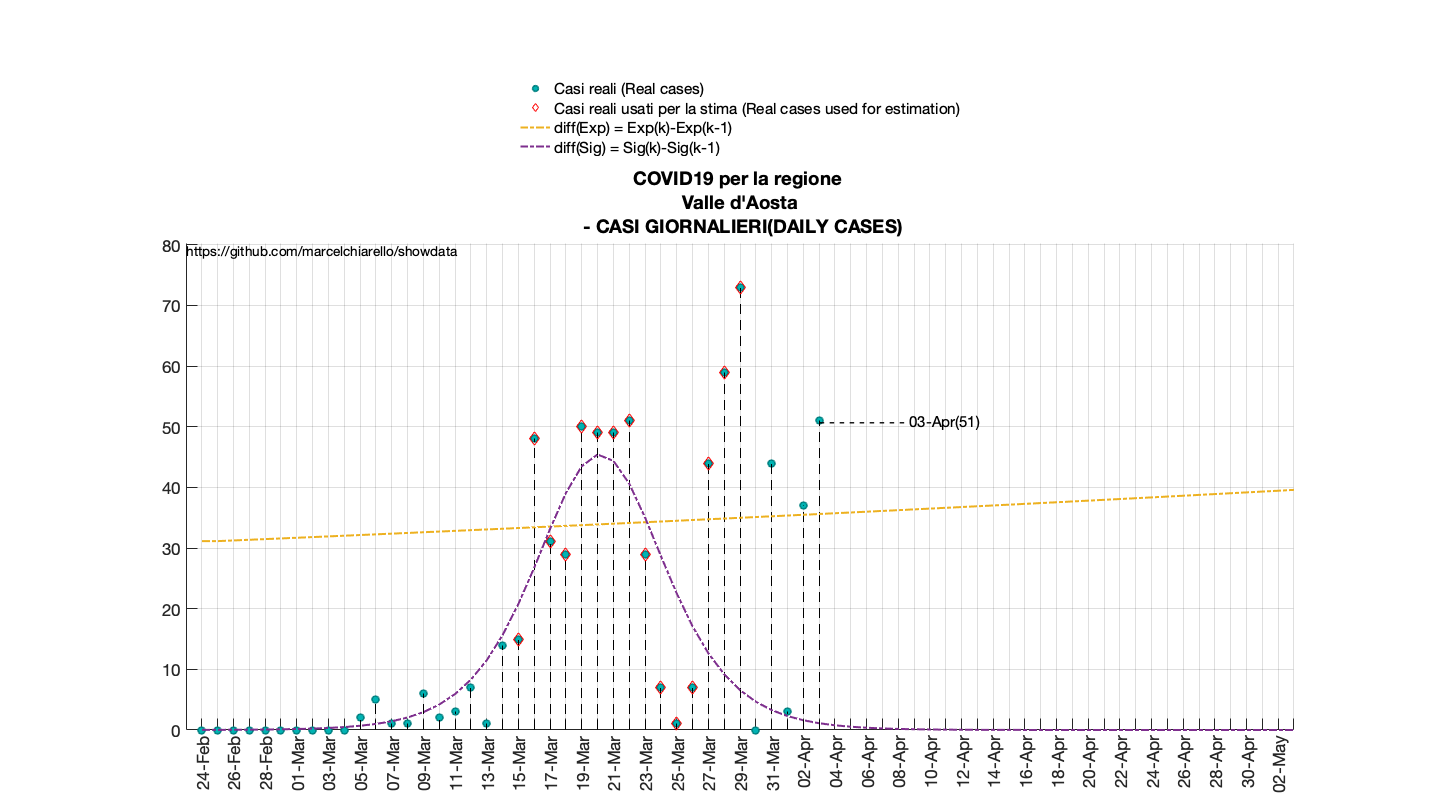 Casi reali (Real cases)
Casi reali usati per la stima (Real cases used for estimation)
diff(Exp) = Exp(k)-Exp(k-1)
diff(Sig) = Sig(k)-Sig(k-1)
COVID19 per la regione
Valle d'Aosta
- CASI GIORNALIERI(DAILY CASES)
https://github.com/marcelchiarello/showdata
80
70
60
50
40
30
20
10
0
03-Apr(51)
24-Feb
26-Feb
28-Feb
01-Mar
03-Mar
05-Mar
07-Mar
09-Mar
11-Mar
13-Mar
15-Mar
17-Mar
19-Mar
21-Mar
23-Mar
25-Mar
27-Mar
29-Mar
31-Mar
02-Apr
04-Apr
06-Apr
08-Apr
10-Apr
12-Apr
14-Apr
16-Apr
18-Apr
20-Apr
22-Apr
24-Apr
26-Apr
28-Apr
30-Apr
02-May